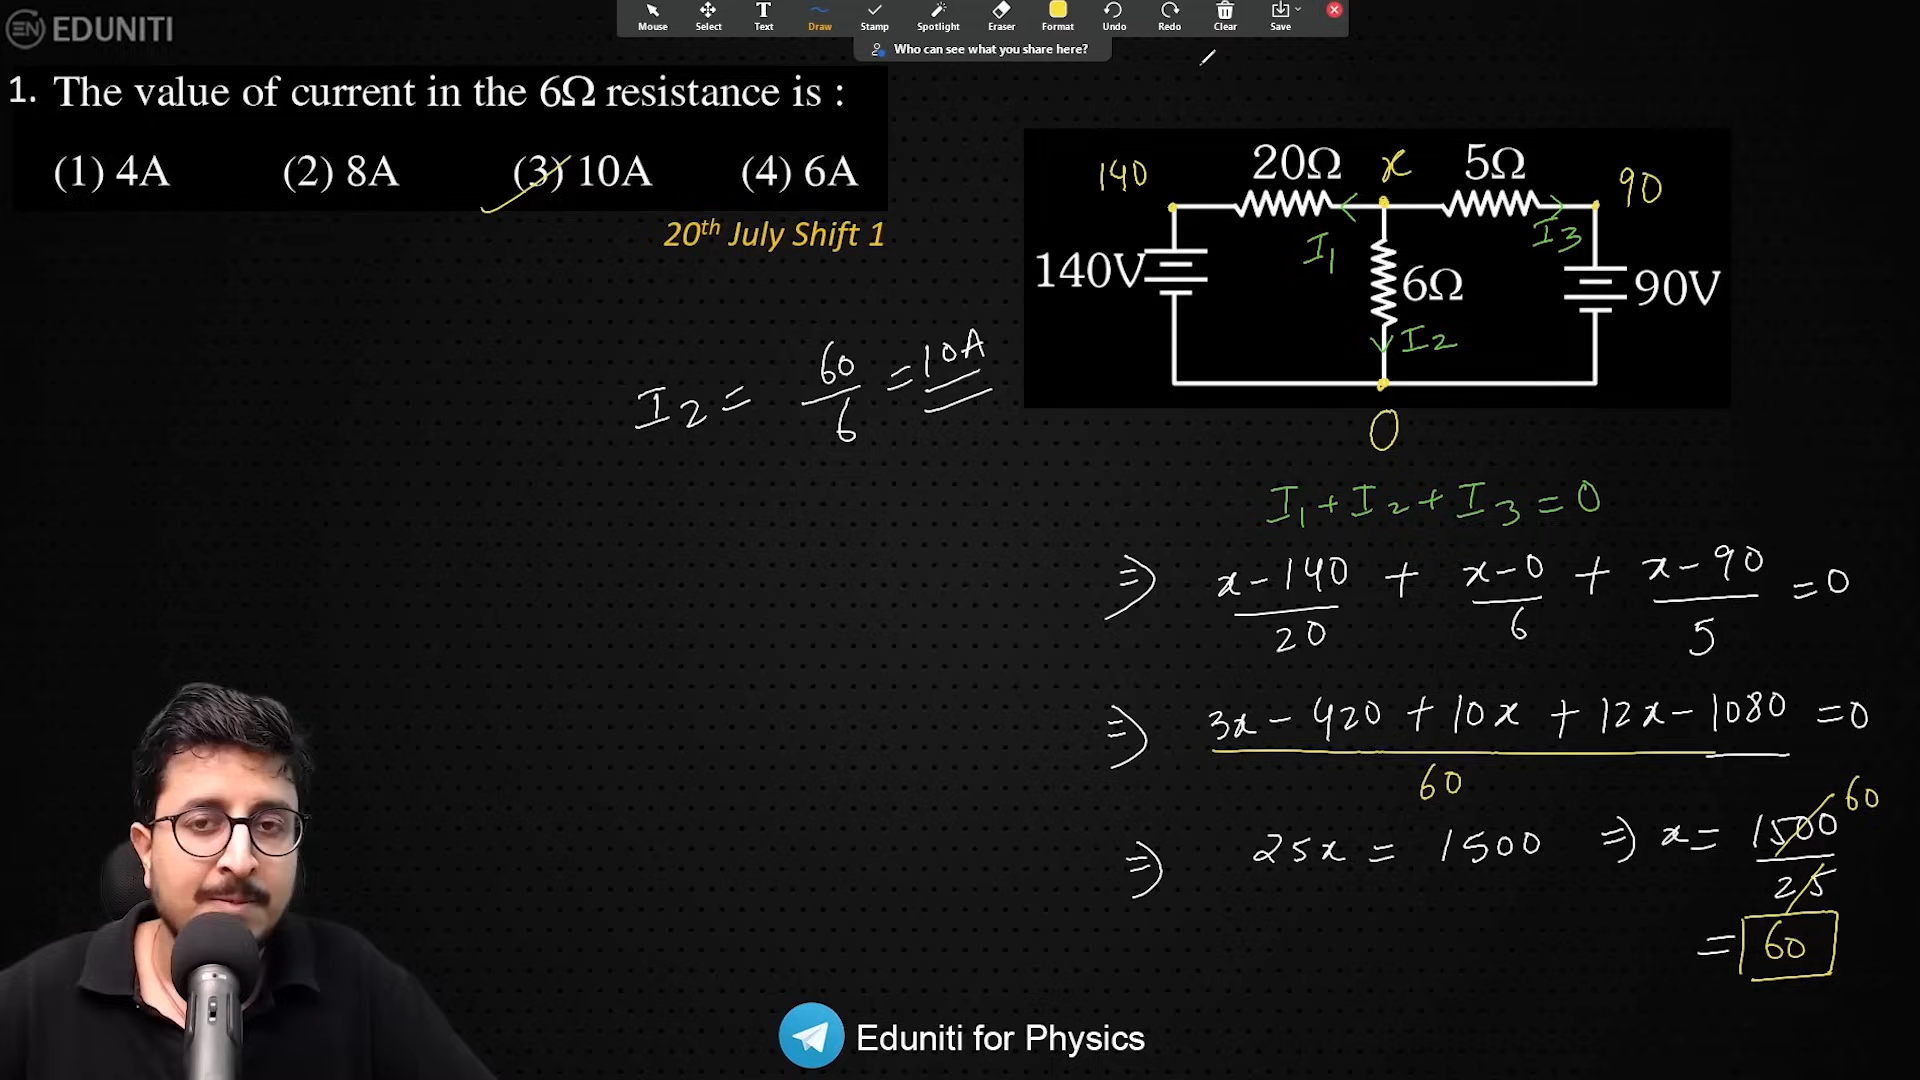 EN EDUNITI
Mouse Select Text Draw Stamp Spotlight Eraser Format Undo Redo Clear Save
Who can see what you share here?
1. The value of current in the 6Ω resistance is :
(1) 4A (2) 8A (3) 10A (4) 6A
20th July Shift 1
140 20Ω x 5Ω 90
I1 I3
140V 6Ω 90V
I2
0
I2 = 60/6 = 10A
I1 + I2 + I3 = 0
⇒ x-140/20 + x-0/6 + x-90/5 = 0
⇒ 3x - 420 + 10x + 12x - 1080 = 0
60
⇒ 25x = 1500 ⇒ x = 1500/25 60
= 60
Eduniti for Physics